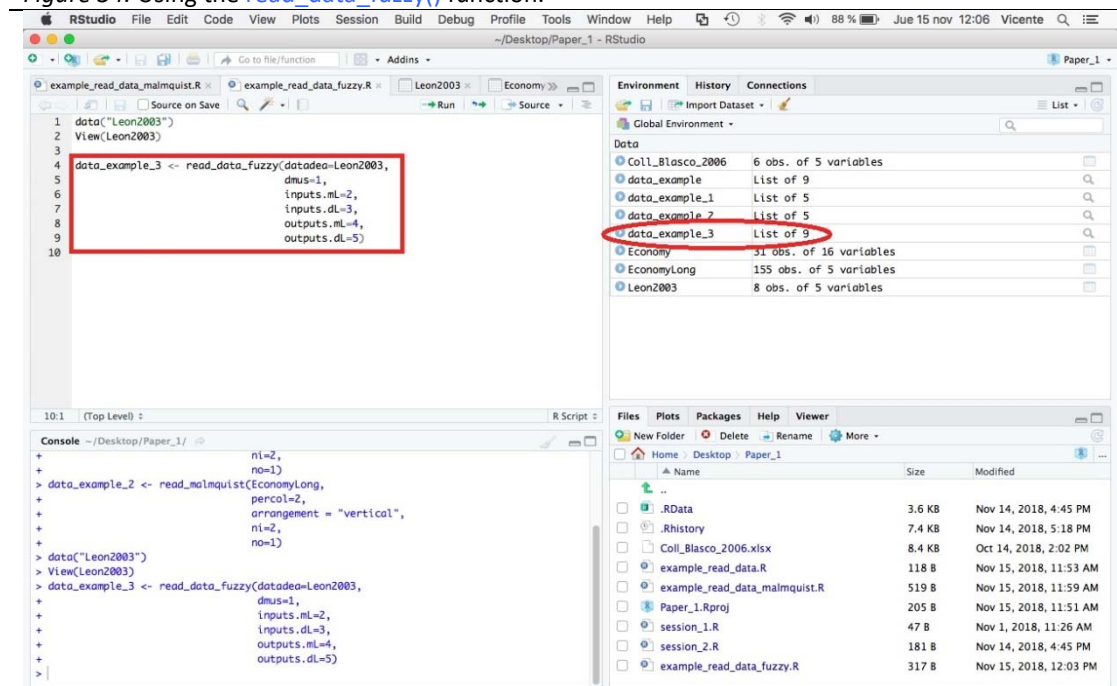 Figure 34. Using the read_data_fuzzy() function.
RStudio File Edit Code View Plots Session Build Debug Profile Tools Window Help 88 % Jue 15 nov 12:06 Vicente
~/Desktop/Paper_1 - RStudio
Go to file/function Addins Paper_1
example_read_data_malmquist.R example_read_data_fuzzy.R Leon2003 Economy
Source on Save Run Source
1 data("Leon2003")
2 View(Leon2003)
3
4 data_example_3 <- read_data_fuzzy(datadea=Leon2003,
5 dmus=1,
6 inputs.mL=2,
7 inputs.dL=3,
8 outputs.mL=4,
9 outputs.dL=5)
10
10:1 (Top Level) R Script
Console ~/Desktop/Paper_1/
+ ni=2,
+ no=1)
> data_example_2 <- read_malmquist(EconomyLong,
+ percol=2,
+ arrangement = "vertical",
+ ni=2,
+ no=1)
> data("Leon2003")
> View(Leon2003)
> data_example_3 <- read_data_fuzzy(datadea=Leon2003,
+ dmus=1,
+ inputs.mL=2,
+ inputs.dL=3,
+ outputs.mL=4,
+ outputs.dL=5)
>
Environment History Connections
Import Dataset List
Global Environment
Data
Coll_Blasco_2006 6 obs. of 5 variables
data_example List of 9
data_example_1 List of 5
data_example_2 List of 5
data_example_3 List of 9
Economy 31 obs. of 16 variables
EconomyLong 155 obs. of 5 variables
Leon2003 8 obs. of 5 variables
Files Plots Packages Help Viewer
New Folder Delete Rename More
Home Desktop Paper_1
Name Size Modified
..
.RData 3.6 KB Nov 14, 2018, 4:45 PM
.Rhistory 7.4 KB Nov 14, 2018, 5:18 PM
Coll_Blasco_2006.xlsx 8.4 KB Oct 14, 2018, 2:02 PM
example_read_data.R 118 B Nov 15, 2018, 11:53 AM
example_read_data_malmquist.R 519 B Nov 15, 2018, 11:59 AM
Paper_1.Rproj 205 B Nov 15, 2018, 11:51 AM
session_1.R 47 B Nov 1, 2018, 11:26 AM
session_2.R 181 B Nov 14, 2018, 4:45 PM
example_read_data_fuzzy.R 317 B Nov 15, 2018, 12:03 PM